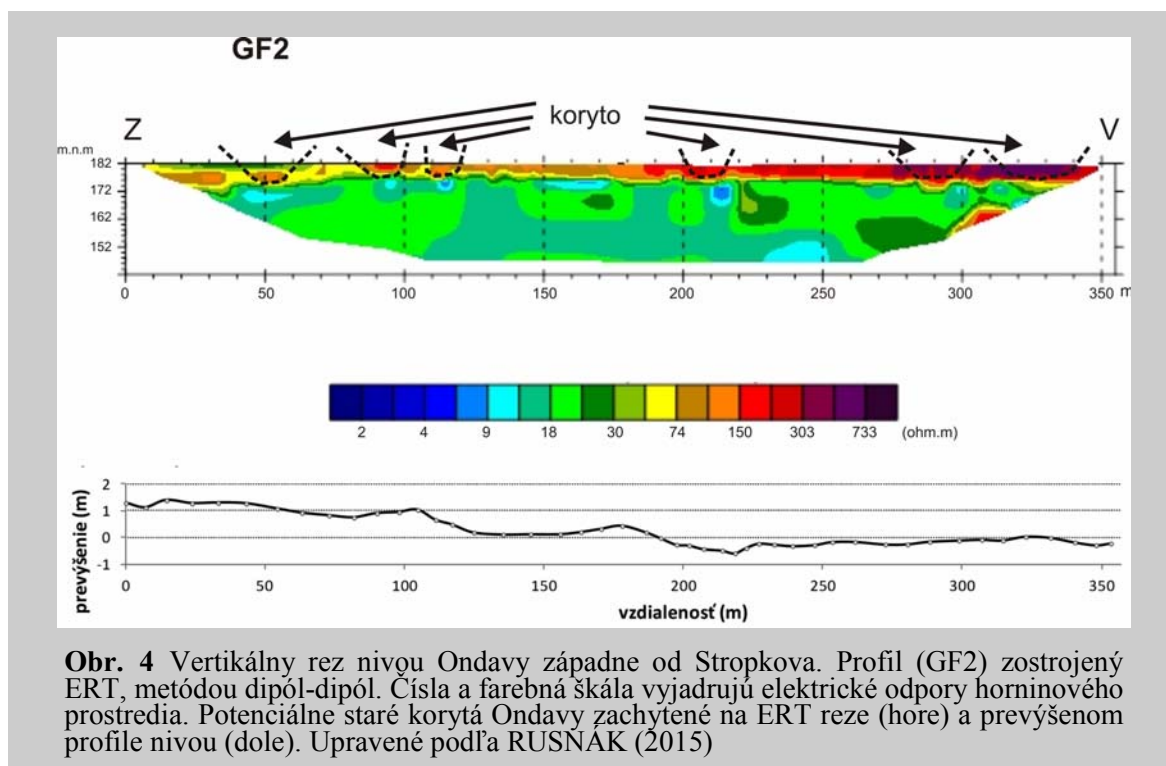 GF2
koryto
Z
V
m.n.m
182
172
162
152
0 50 100 150 200 250 300 350 m
2 4 9 18 30 74 150 303 733 (ohm.m)
prevýšenie (m)
2
1
0
-1
0 50 100 150 200 250 300 350
vzdialenosť (m)
Obr. 4 Vertikálny rez nivou Ondavy západne od Stropkova. Profil (GF2) zostrojený
ERT, metódou dipól-dipól. Čísla a farebná škála vyjadrujú elektrické odpory horninového
prostredia. Potenciálne staré korytá Ondavy zachytené na ERT reze (hore) a prevýšenom
profile nivou (dole). Upravené podľa RUSNÁK (2015)